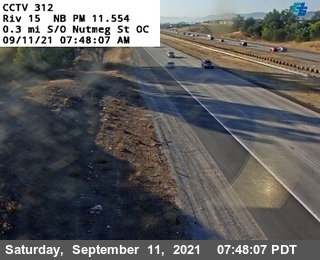 CCTV 312
Riv 15 NB PM 11.554
0.3 mi S/O Nutmeg St OC
09/11/21 07:48:07 AM
Saturday, September 11, 2021 07:48:07 PDT